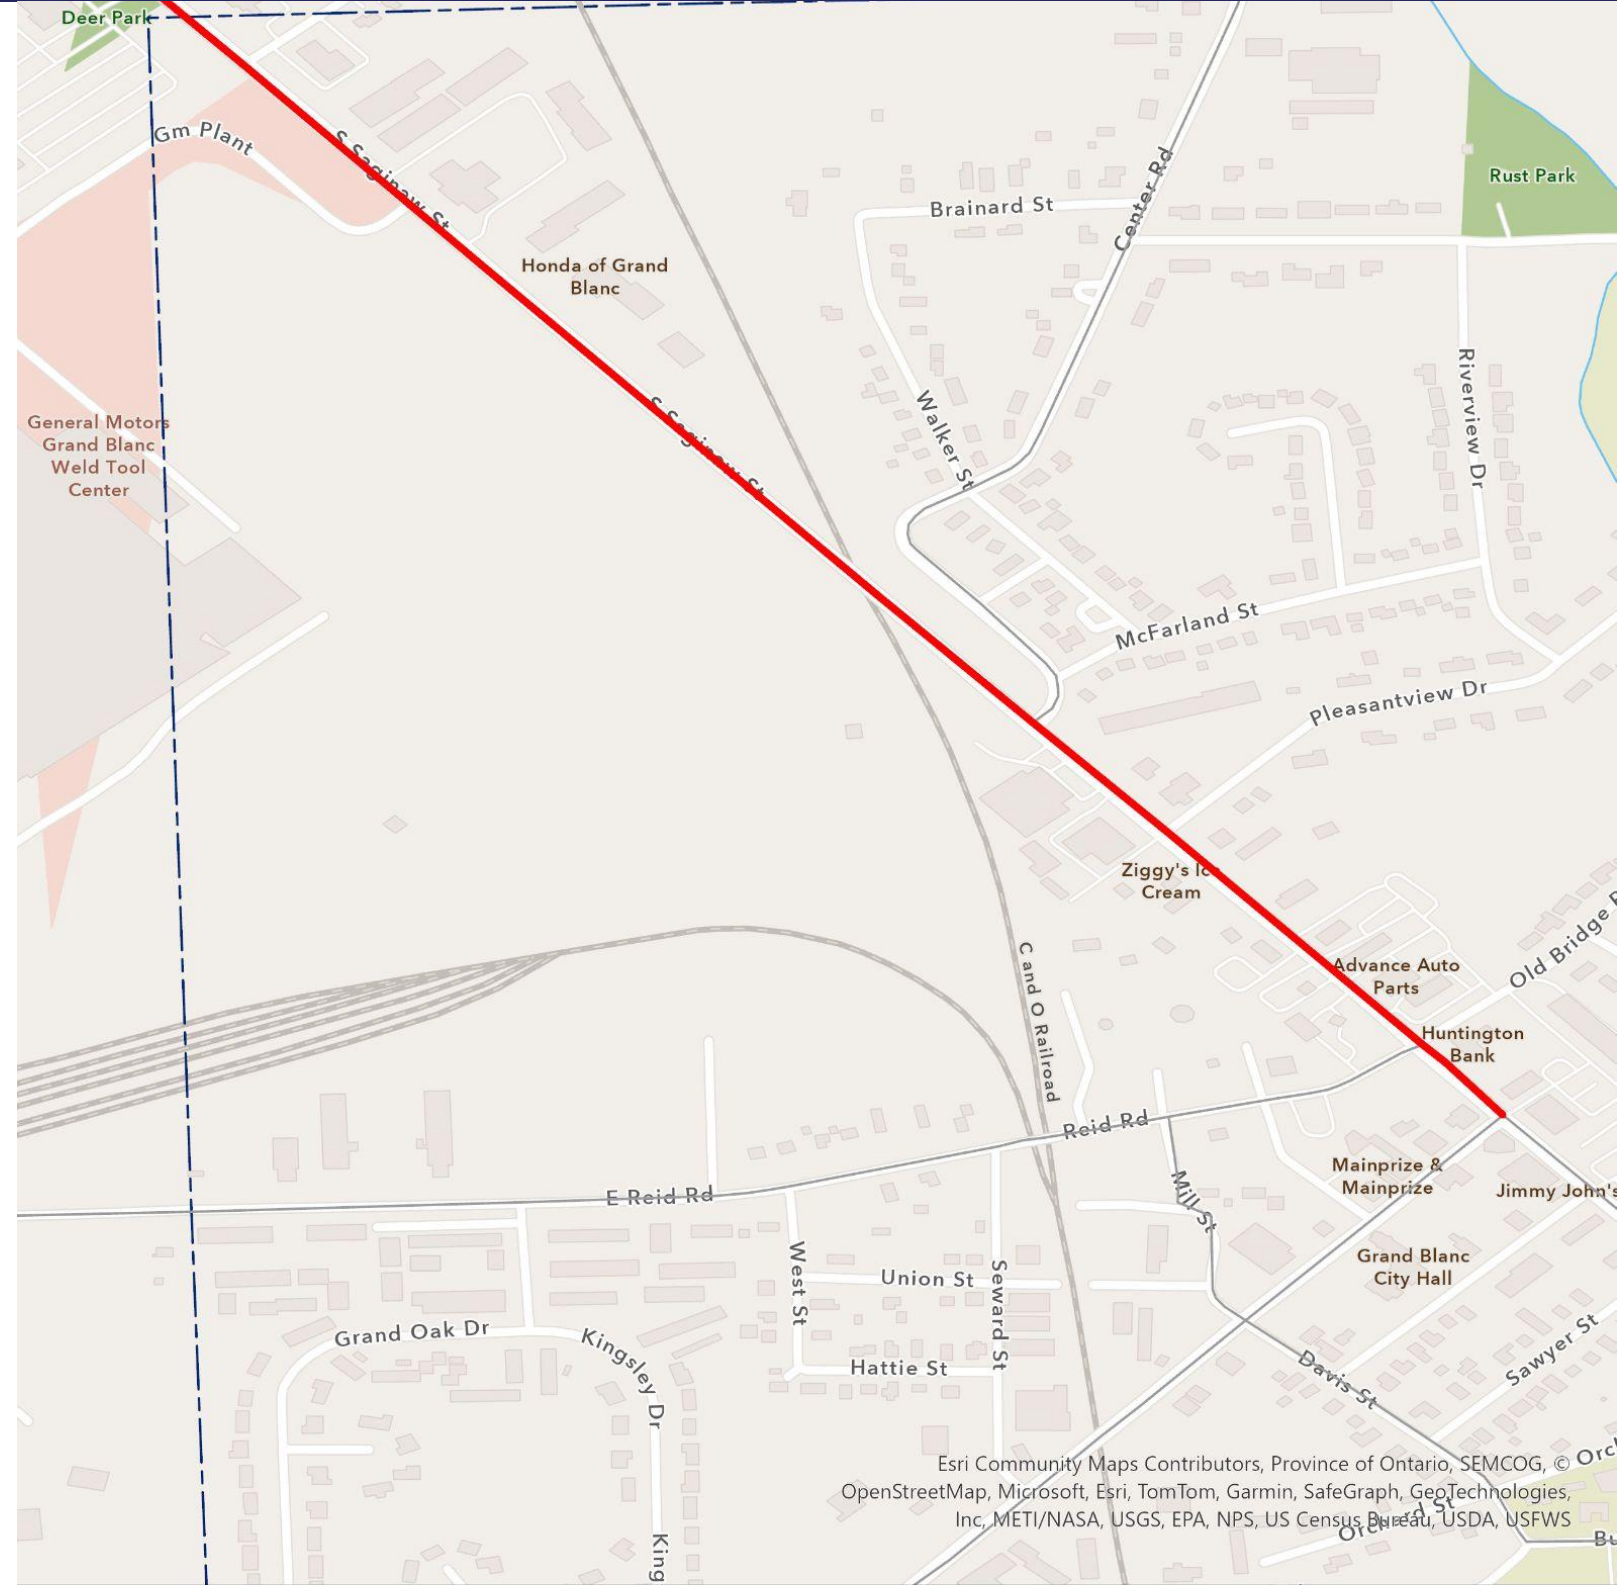 Deer Park
Gm Plant
S Saginaw St
Rust Park
Brainard St
Center Rd
Honda of Grand
Blanc
Riverview Dr
General Motors
Grand Blanc
Weld Tool
Center
S Saginaw St
Walker St
McFarland St
Pleasantview Dr
Ziggy's Ice
Cream
C and O Railroad
Advance Auto
Parts
Old Bridge
Huntington
Bank
Reid Rd
E Reid Rd
Mill St
Mainprize &
Mainprize
Jimmy John's
West St
Union St
Seward St
Grand Blanc
City Hall
Grand Oak Dr
Kingsley Dr
Hattie St
Davis St
Sawyer St
Esri Community Maps Contributors, Province of Ontario, SEMCOG, ©
OpenStreetMap, Microsoft, Esri, TomTom, Garmin, SafeGraph, GeoTechnologies,
Inc, METI/NASA, USGS, EPA, NPS, US Census Bureau, USDA, USFWS
Orchard St
King